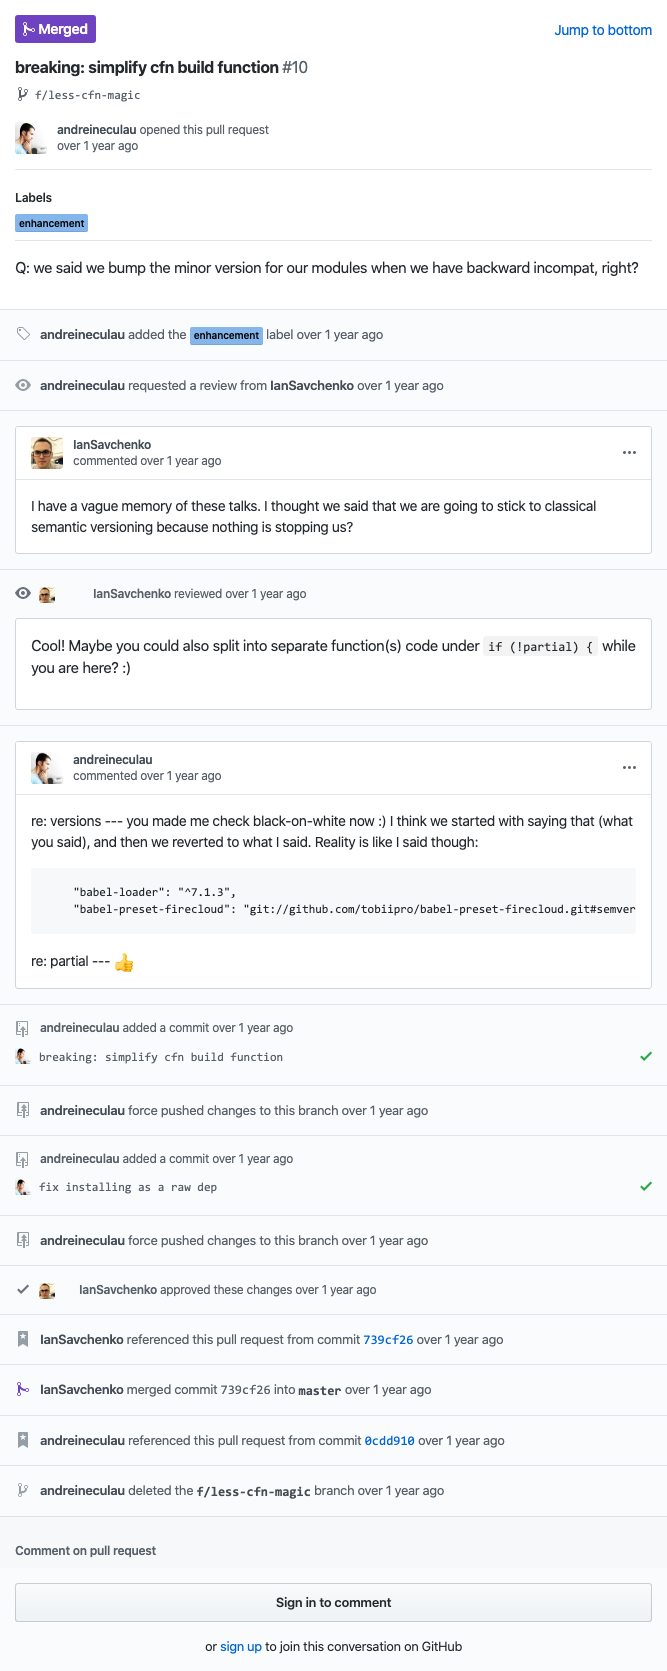 Merged
Jump to bottom
breaking: simplify cfn build function #10
f/less-cfn-magic
andreineculau opened this pull request
over 1 year ago
Labels
enhancement
Q: we said we bump the minor version for our modules when we have backward incompat, right?
andreineculau added the enhancement label over 1 year ago
andreineculau requested a review from IanSavchenko over 1 year ago
IanSavchenko
commented over 1 year ago
I have a vague memory of these talks. I thought we said that we are going to stick to classical
semantic versioning because nothing is stopping us?
IanSavchenko reviewed over 1 year ago
Cool! Maybe you could also split into separate function(s) code under if (!partial) { while
you are here? :)
andreineculau
commented over 1 year ago
re: versions --- you made me check black-on-white now :) I think we started with saying that (what
you said), and then we reverted to what I said. Reality is like I said though:
"babel-loader": "^7.1.3",
"babel-preset-firecloud": "git://github.com/tobiipro/babel-preset-firecloud.git#semver
re: partial --- 👍
andreineculau added a commit over 1 year ago
breaking: simplify cfn build function
andreineculau force pushed changes to this branch over 1 year ago
andreineculau added a commit over 1 year ago
fix installing as a raw dep
andreineculau force pushed changes to this branch over 1 year ago
IanSavchenko approved these changes over 1 year ago
IanSavchenko referenced this pull request from commit 739cf26 over 1 year ago
IanSavchenko merged commit 739cf26 into master over 1 year ago
andreineculau referenced this pull request from commit 0cdd910 over 1 year ago
andreineculau deleted the f/less-cfn-magic branch over 1 year ago
Comment on pull request
Sign in to comment
or sign up to join this conversation on GitHub